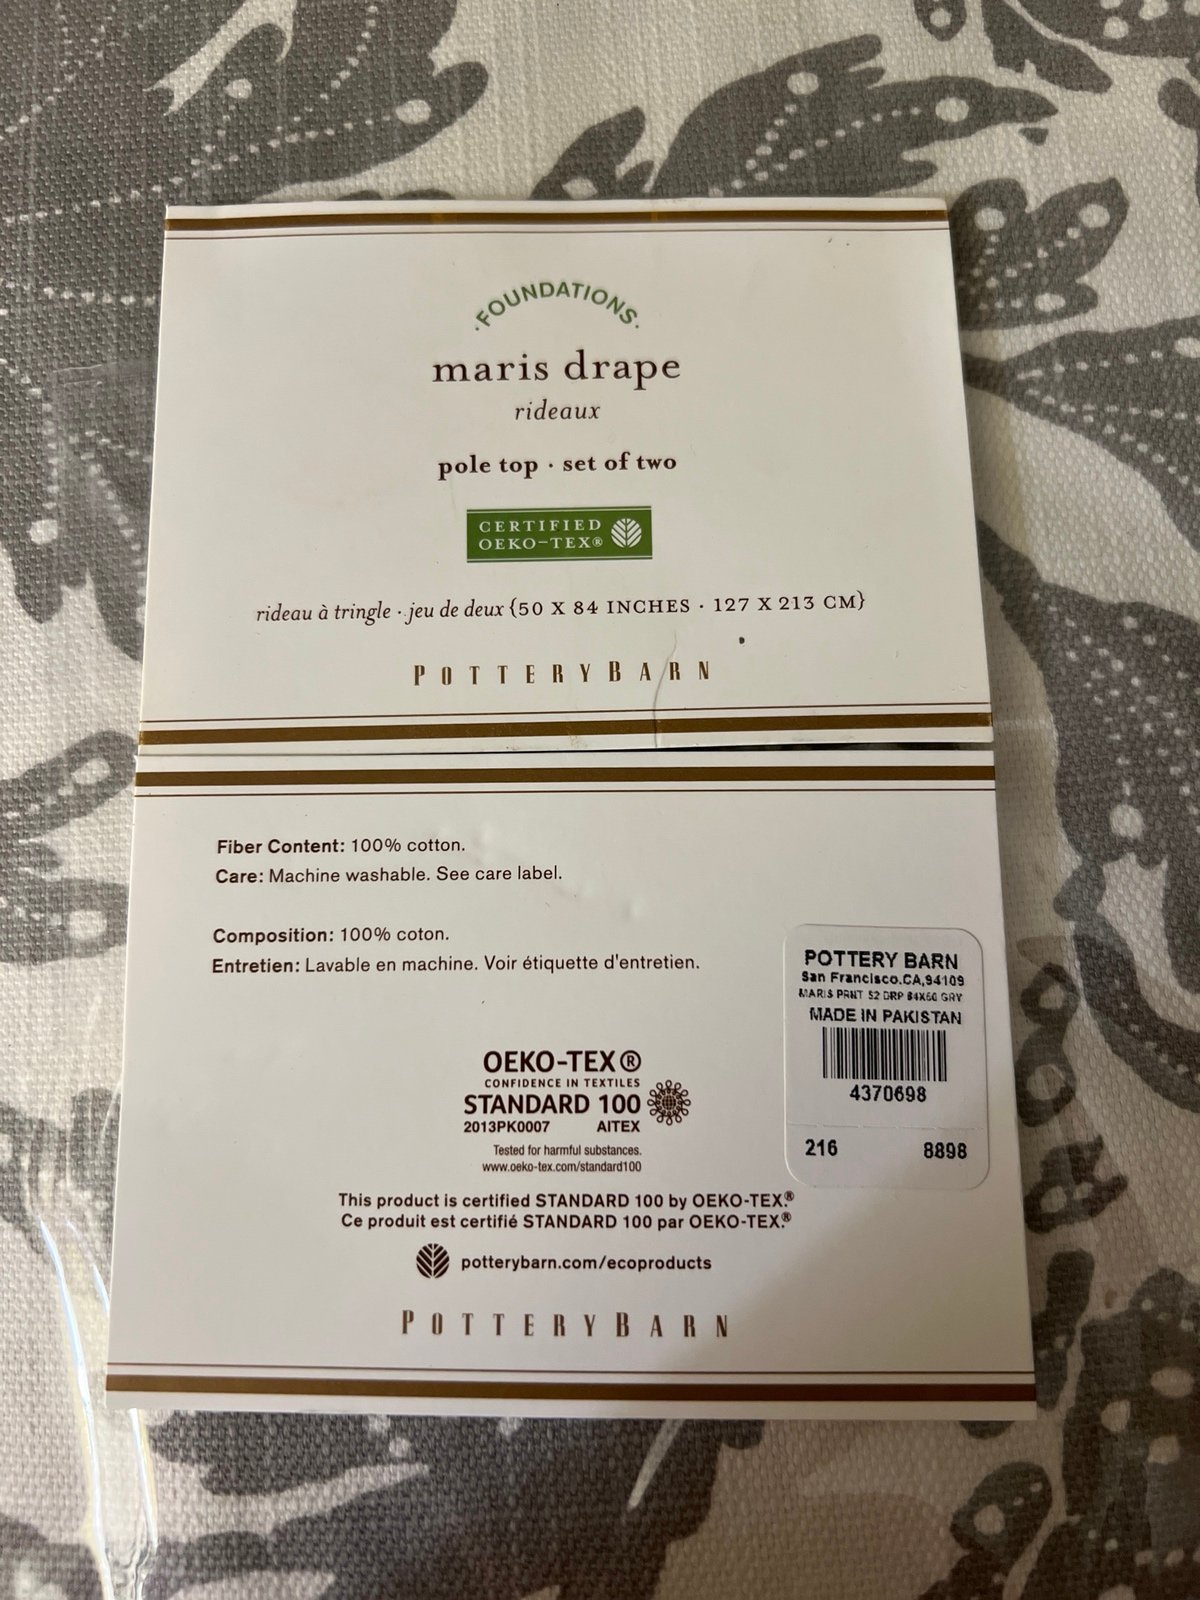 ·FOUNDATIONS·
maris drape
rideaux
pole top · set of two
CERTIFIED
OEKO-TEX®
rideau à tringle · jeu de deux {50 X 84 INCHES · 127 X 213 CM}
POTTERYBARN
Fiber Content: 100% cotton.
Care: Machine washable. See care label.
Composition: 100% coton.
Entretien: Lavable en machine. Voir étiquette d'entretien.
POTTERY BARN
San Francisco.CA,94109
MARIS PRNT S2 DRP 84X50 GRY
MADE IN PAKISTAN
4370698
216 8898
OEKO-TEX®
CONFIDENCE IN TEXTILES
STANDARD 100
2013PK0007 AITEX
Tested for harmful substances.
www.oeko-tex.com/standard100
This product is certified STANDARD 100 by OEKO-TEX.®
Ce produit est certifié STANDARD 100 par OEKO-TEX.®
potterybarn.com/ecoproducts
POTTERYBARN